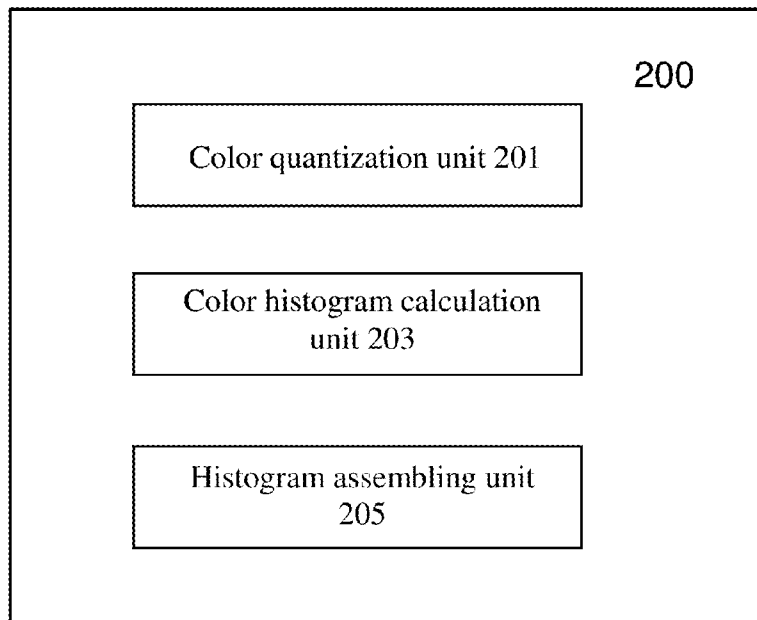 200
Color quantization unit 201
Color histogram calculation
unit 203
Histogram assembling unit
205